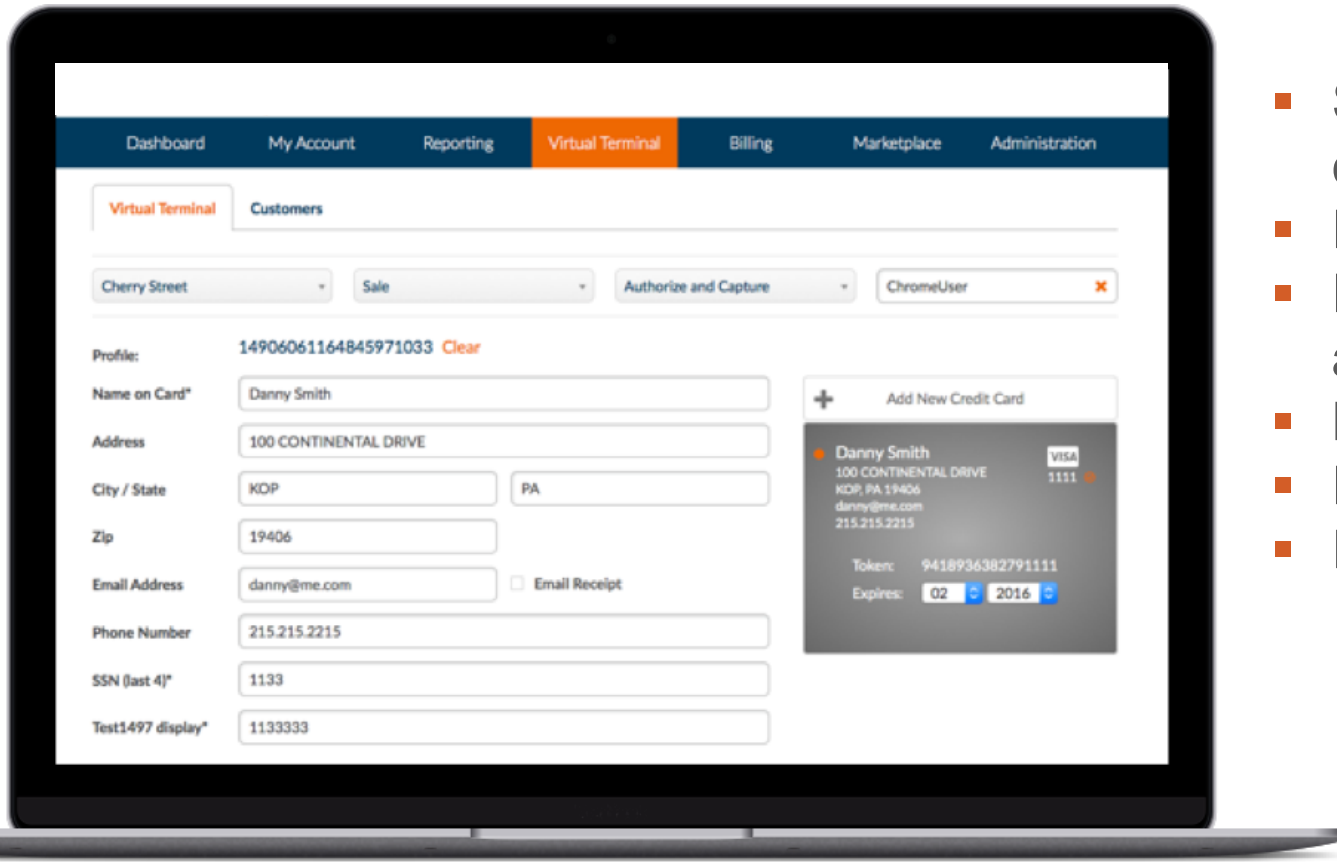 Dashboard My Account Reporting Virtual Terminal Billing Marketplace Administration
Virtual Terminal Customers
Cherry Street Sale Authorize and Capture ChromeUser
Profile: 14906061164845971033 Clear
Name on Card* Danny Smith
Address 100 CONTINENTAL DRIVE
City / State KOP PA
Zip 19406
Email Address danny@me.com Email Receipt
Phone Number 215.215.2215
SSN (last 4)* 1133
Test1497 display* 1133333
Add New Credit Card
Danny Smith VISA
100 CONTINENTAL DRIVE 1111
KOP, PA 19406
danny@me.com
215.215.2215
Token: 9418936382791111
Expires: 02 2016